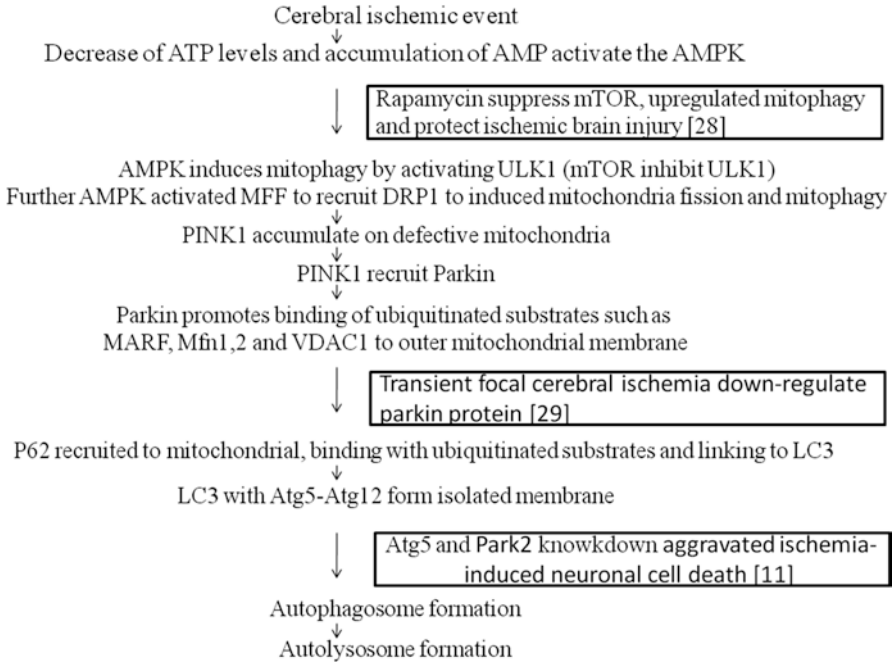 Cerebral ischemic event
Decrease of ATP levels and accumulation of AMP activate the AMPK
Rapamycin suppress mTOR, upregulated mitophagy
and protect ischemic brain injury [28]
AMPK induces mitophagy by activating ULK1 (mTOR inhibit ULK1)
Further AMPK activated MFF to recruit DRP1 to induced mitochondria fission and mitophagy
PINK1 accumulate on defective mitochondria
PINK1 recruit Parkin
Parkin promotes binding of ubiquitinated substrates such as
MARF, Mfn1,2 and VDAC1 to outer mitochondrial membrane
Transient focal cerebral ischemia down-regulate
parkin protein [29]
P62 recruited to mitochondrial, binding with ubiquitinated substrates and linking to LC3
LC3 with Atg5-Atg12 form isolated membrane
Atg5 and Park2 knowkdown aggravated ischemia-
induced neuronal cell death [11]
Autophagosome formation
Autolysosome formation